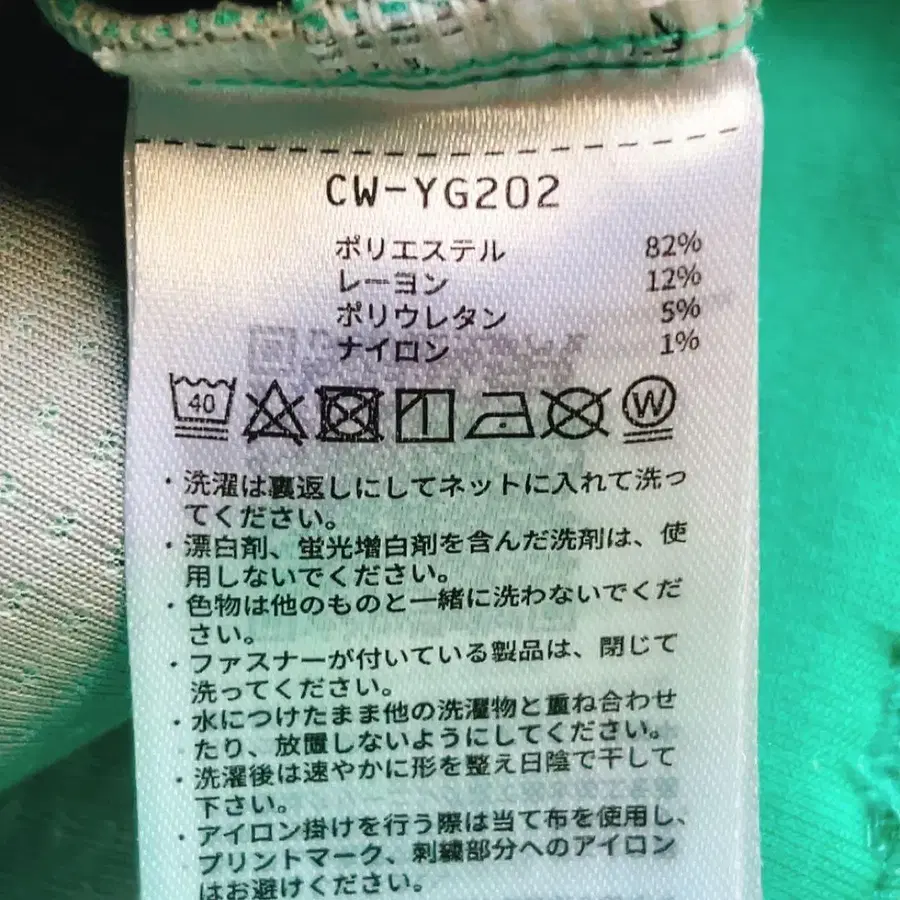 CW-YG202
ポリエステル 82%
レーヨン 12%
ポリウレタン 5%
ナイロン 1%
40
W
・洗濯は裏返しにしてネットに入れて洗っ
てください。
・漂白剤、蛍光増白剤を含んだ洗剤は、使
用しないでください。
・色物は他のものと一緒に洗わないでくだ
さい。
・ファスナーが付いている製品は、閉じて
洗ってください。
・水につけたまま他の洗濯物と重ね合わせ
たり、放置しないようにしてください。
・洗濯後は速やかに形を整え日陰で干して
下さい。
・アイロン掛けを行う際は当て布を使用し、
プリントマーク、刺繍部分へのアイロン
はお避けください。